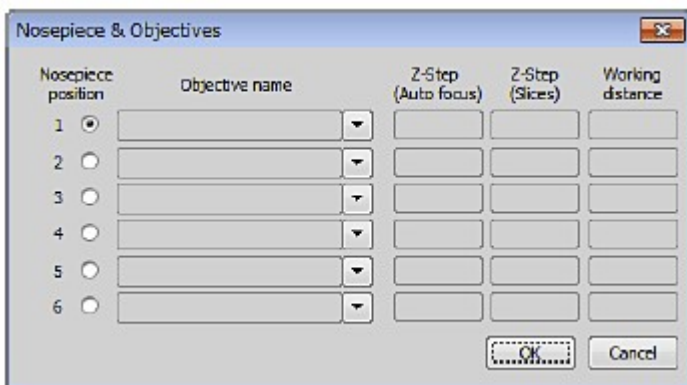 Nosepiece & Objectives
Nosepiece position
Objective name
Z-Step (Auto focus)
Z-Step (Slices)
Working distance
1
2
3
4
5
6
OK
Cancel